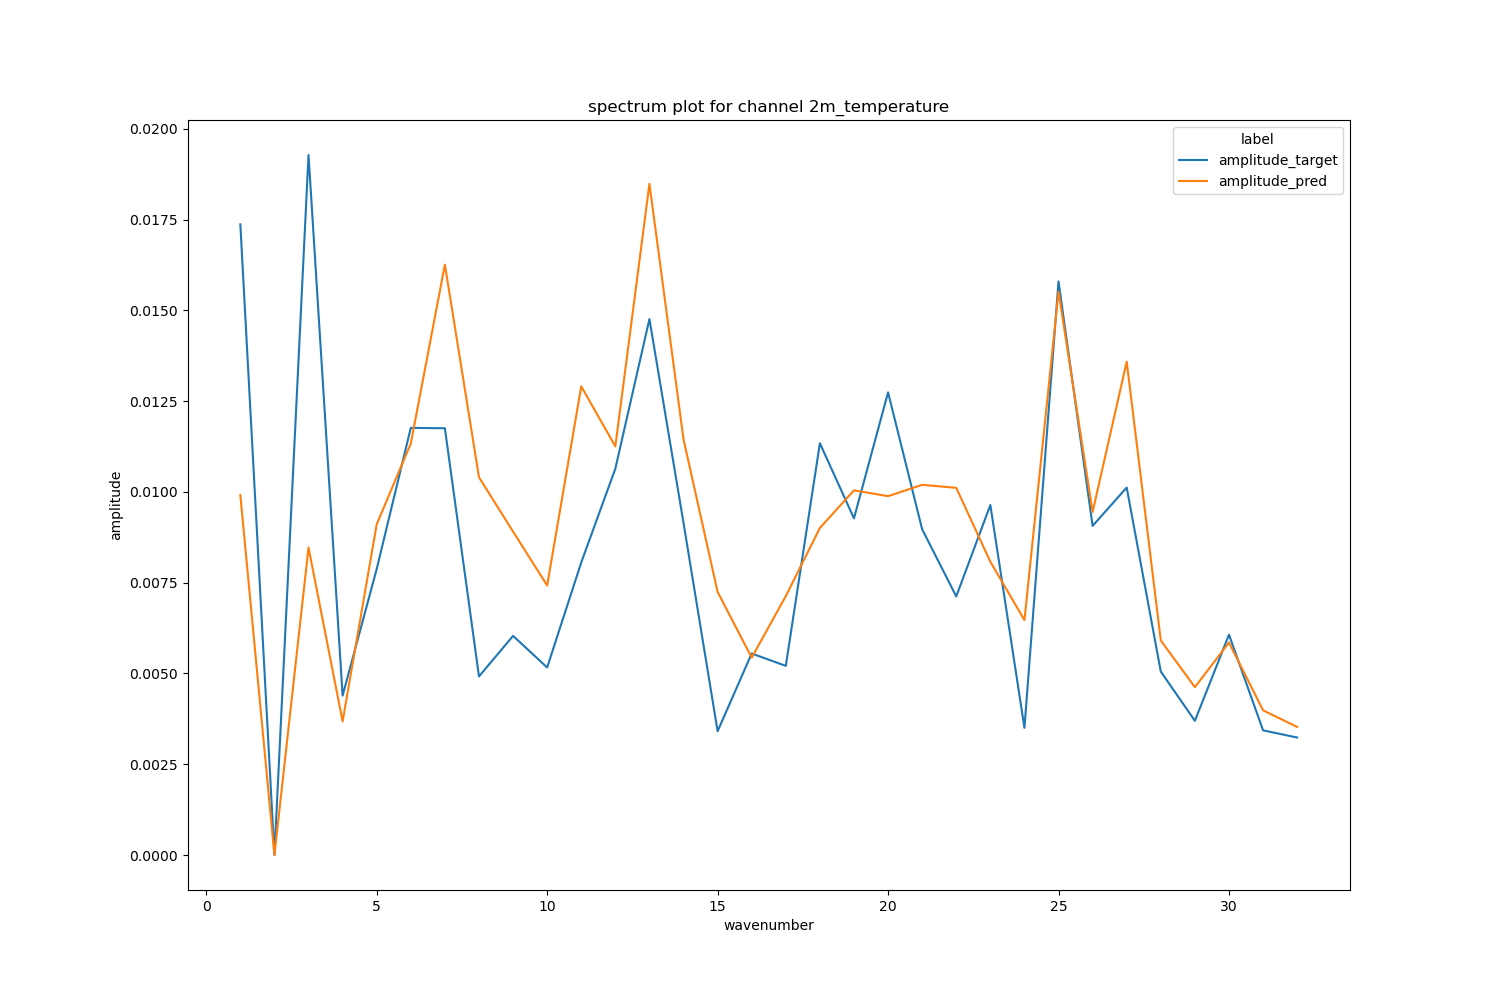 spectrum plot for channel 2m_temperature
label
amplitude_target
amplitude_pred
0.0200
0.0175
0.0150
0.0125
0.0100
0.0075
0.0050
0.0025
0.0000
amplitude
0 5 10 15 20 25 30
wavenumber